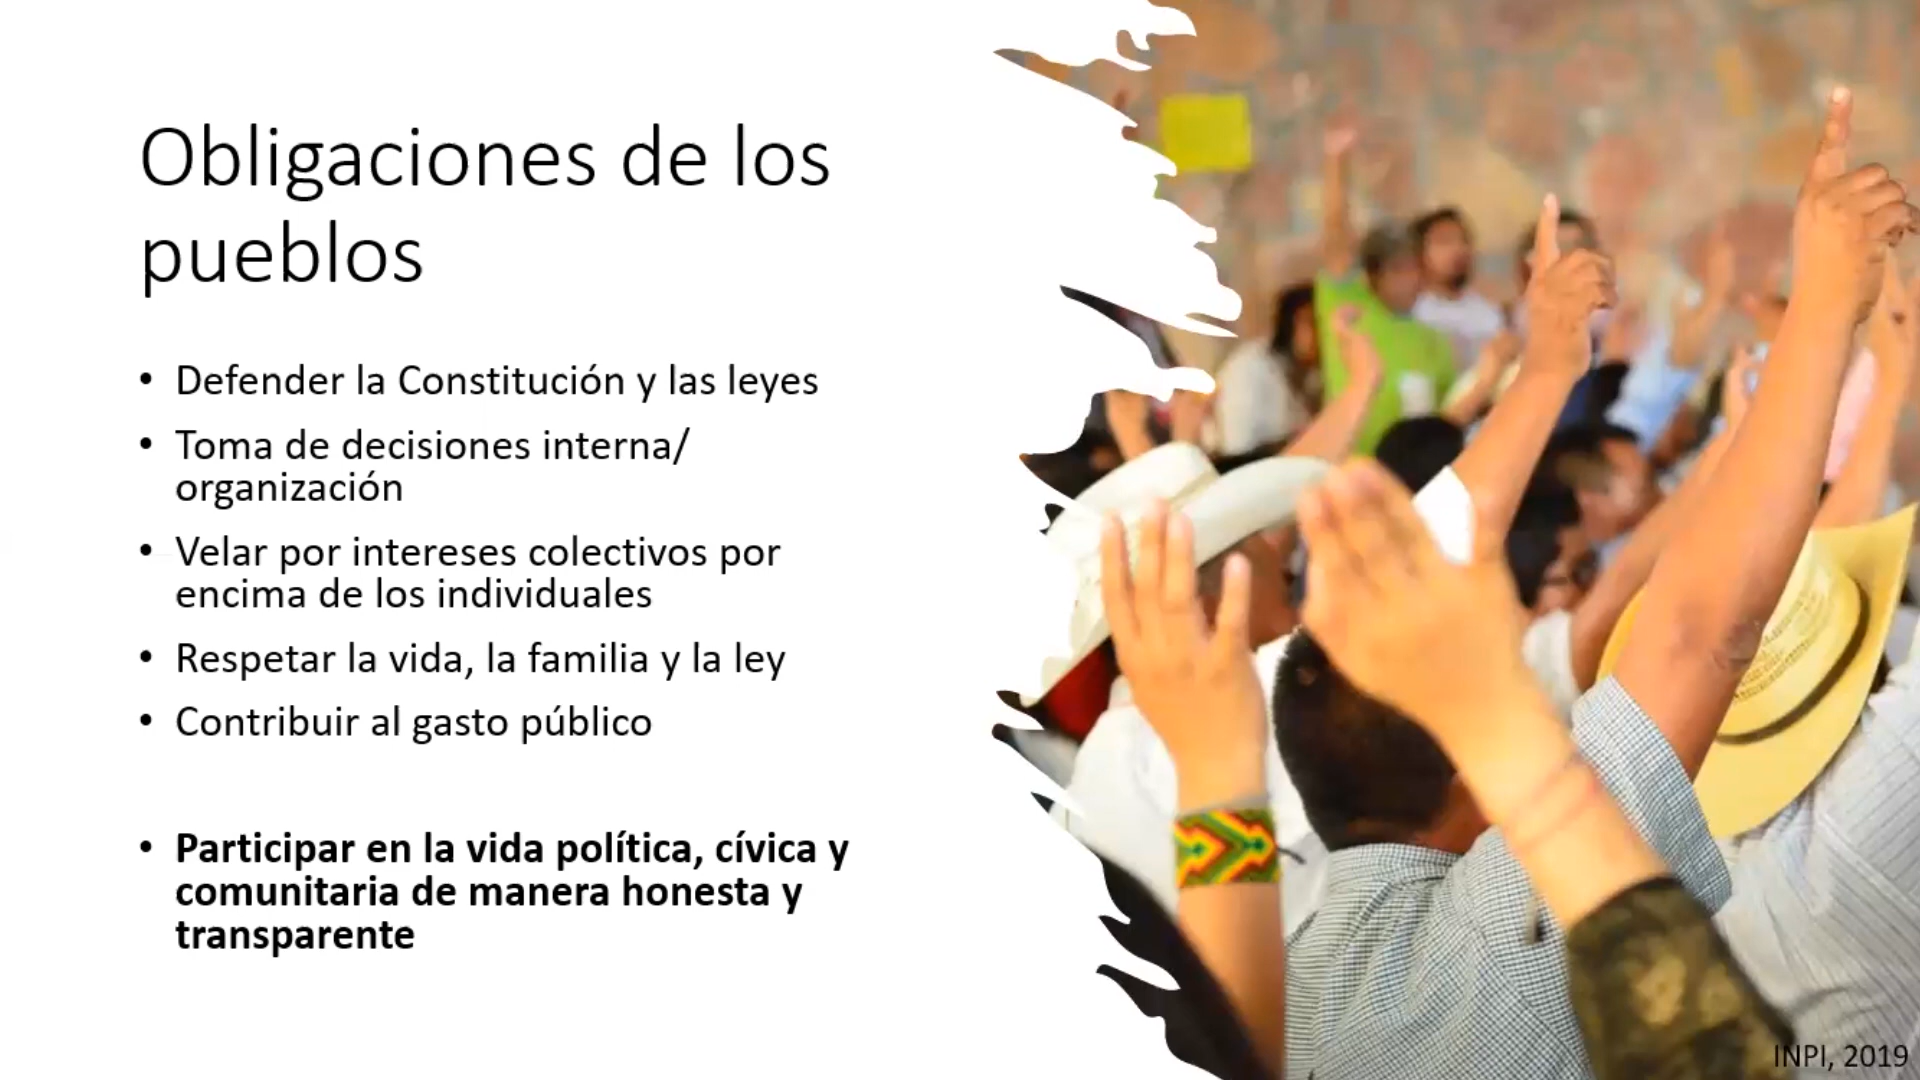 Obligaciones de los
pueblos
• Defender la Constitución y las leyes
• Toma de decisiones interna/
organización
• Velar por intereses colectivos por
encima de los individuales
• Respetar la vida, la familia y la ley
• Contribuir al gasto público
• Participar en la vida política, cívica y
comunitaria de manera honesta y
transparente
INPI, 2019